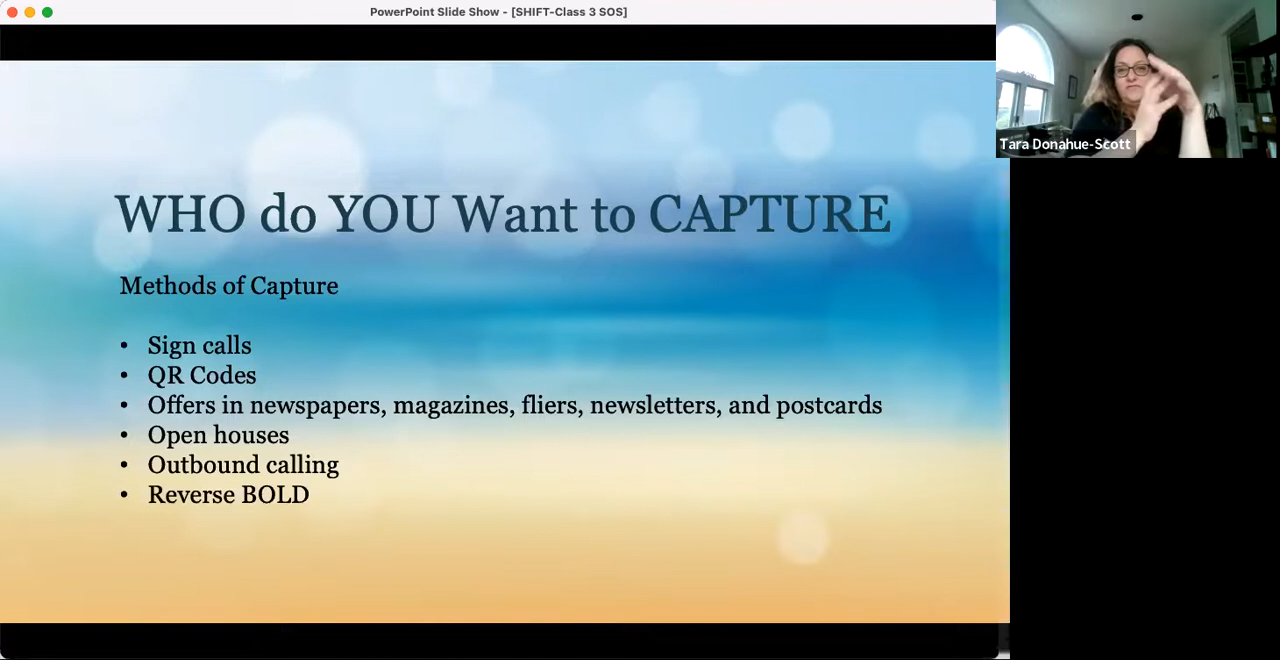 PowerPoint Slide Show - [SHIFT-Class 3 SOS]
Tara Donahue-Scott
WHO do YOU Want to CAPTURE
Methods of Capture
• Sign calls
• QR Codes
• Offers in newspapers, magazines, fliers, newsletters, and postcards
• Open houses
• Outbound calling
• Reverse BOLD